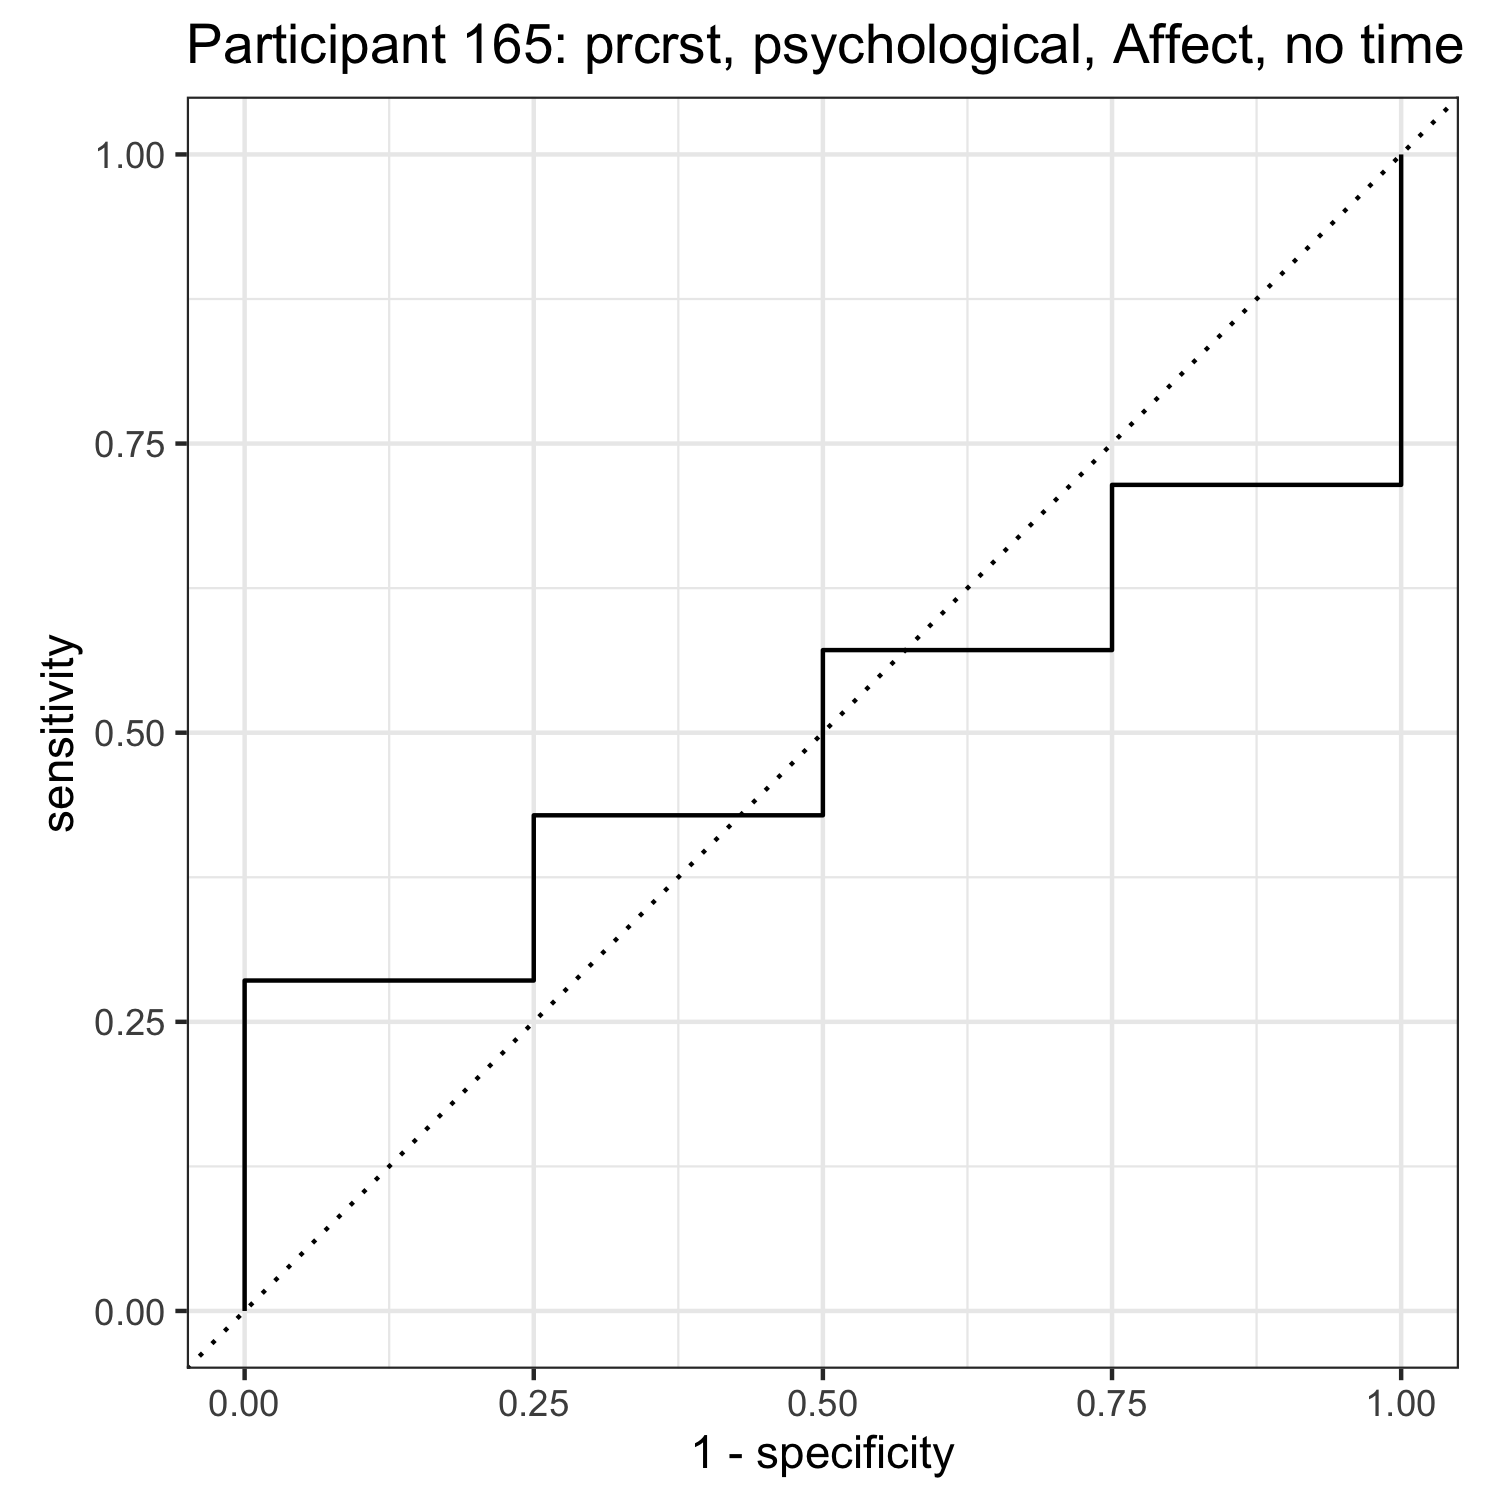 Participant 165: prcrst, psychological, Affect, no time
1.00
0.75
0.50
0.25
0.00
sensitivity
0.00 0.25 0.50 0.75 1.00
1 - specificity